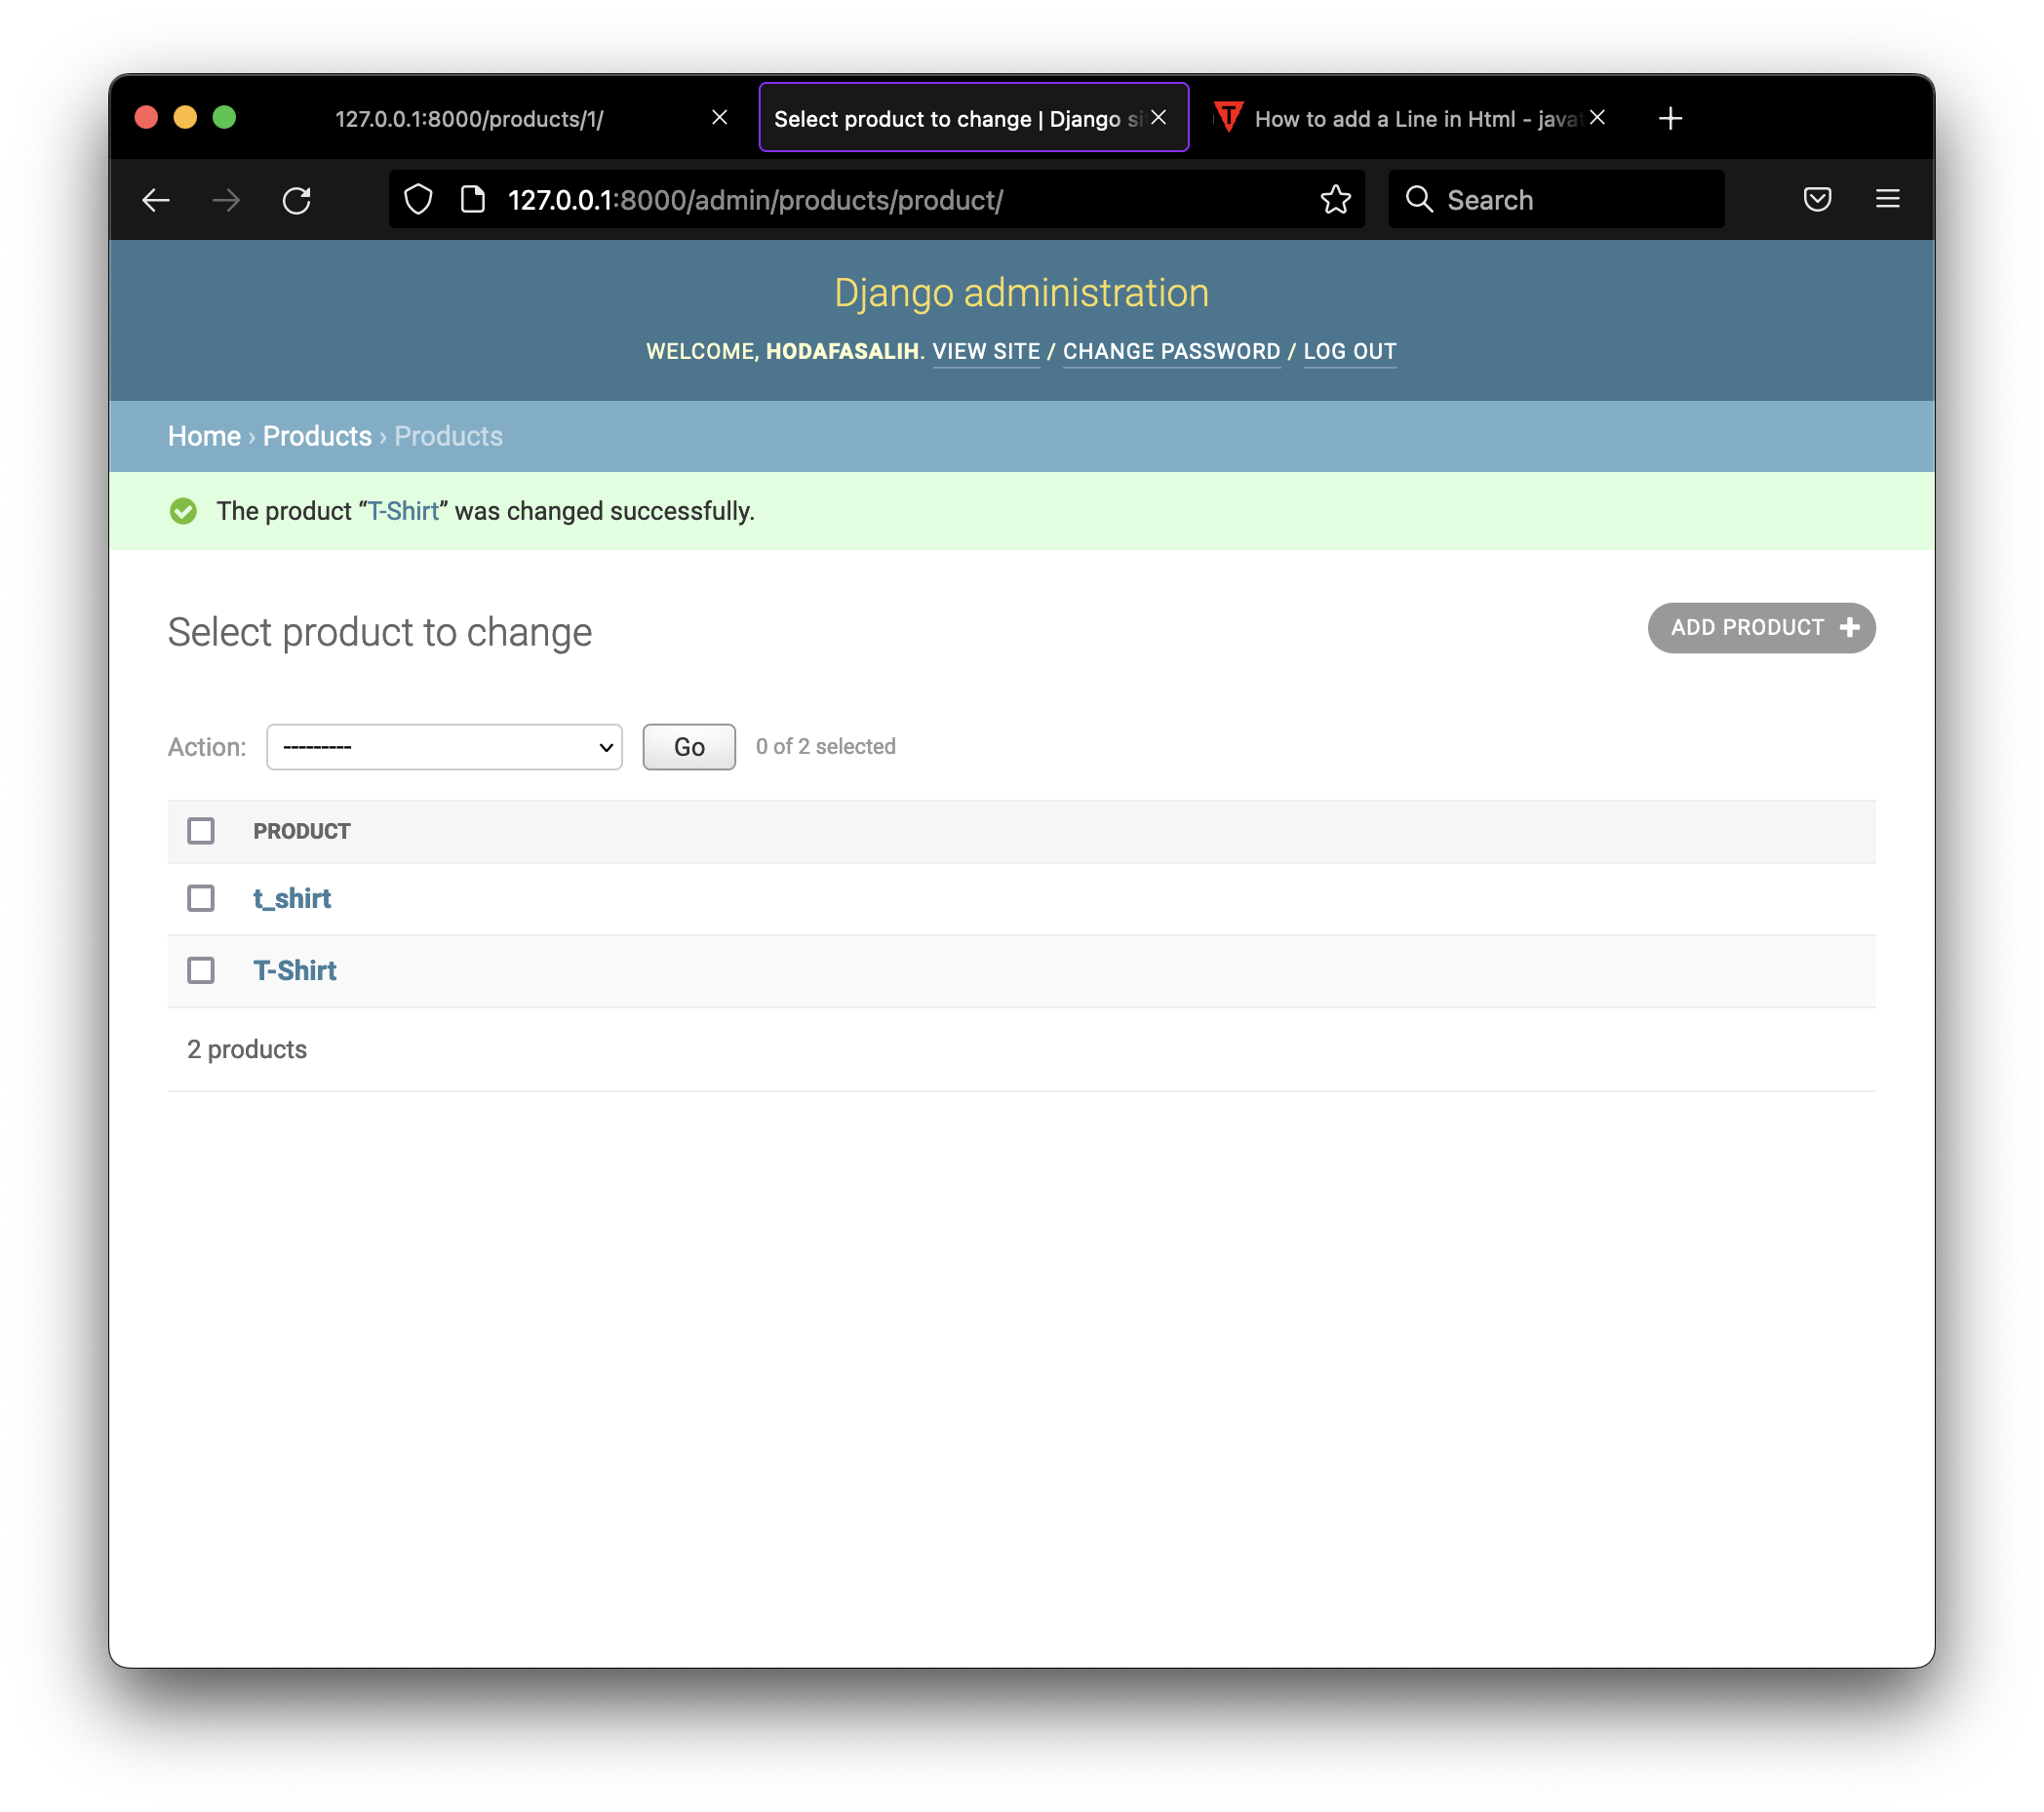 127.0.0.1:8000/products/1/
Select product to change | Django si
How to add a Line in Html - javat
127.0.0.1:8000/admin/products/product/
Search
Django administration
WELCOME, HODAFASALIH. VIEW SITE / CHANGE PASSWORD / LOG OUT
Home › Products › Products
The product “T-Shirt” was changed successfully.
Select product to change
ADD PRODUCT +
Action: --------- Go 0 of 2 selected
PRODUCT
t_shirt
T-Shirt
2 products